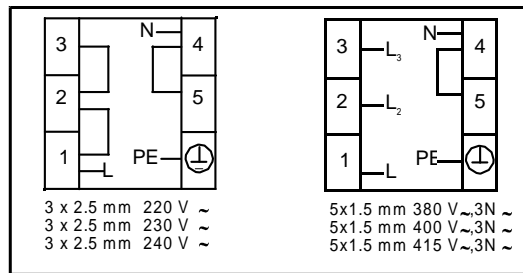 3 N 4
2 5
1 L PE
3 x 2.5 mm 220 V ~
3 x 2.5 mm 230 V ~
3 x 2.5 mm 240 V ~
3 L₃ N 4
2 L₂ 5
1 L PE
5x1.5 mm 380 V~,3N ~
5x1.5 mm 400 V~,3N ~
5x1.5 mm 415 V~,3N ~